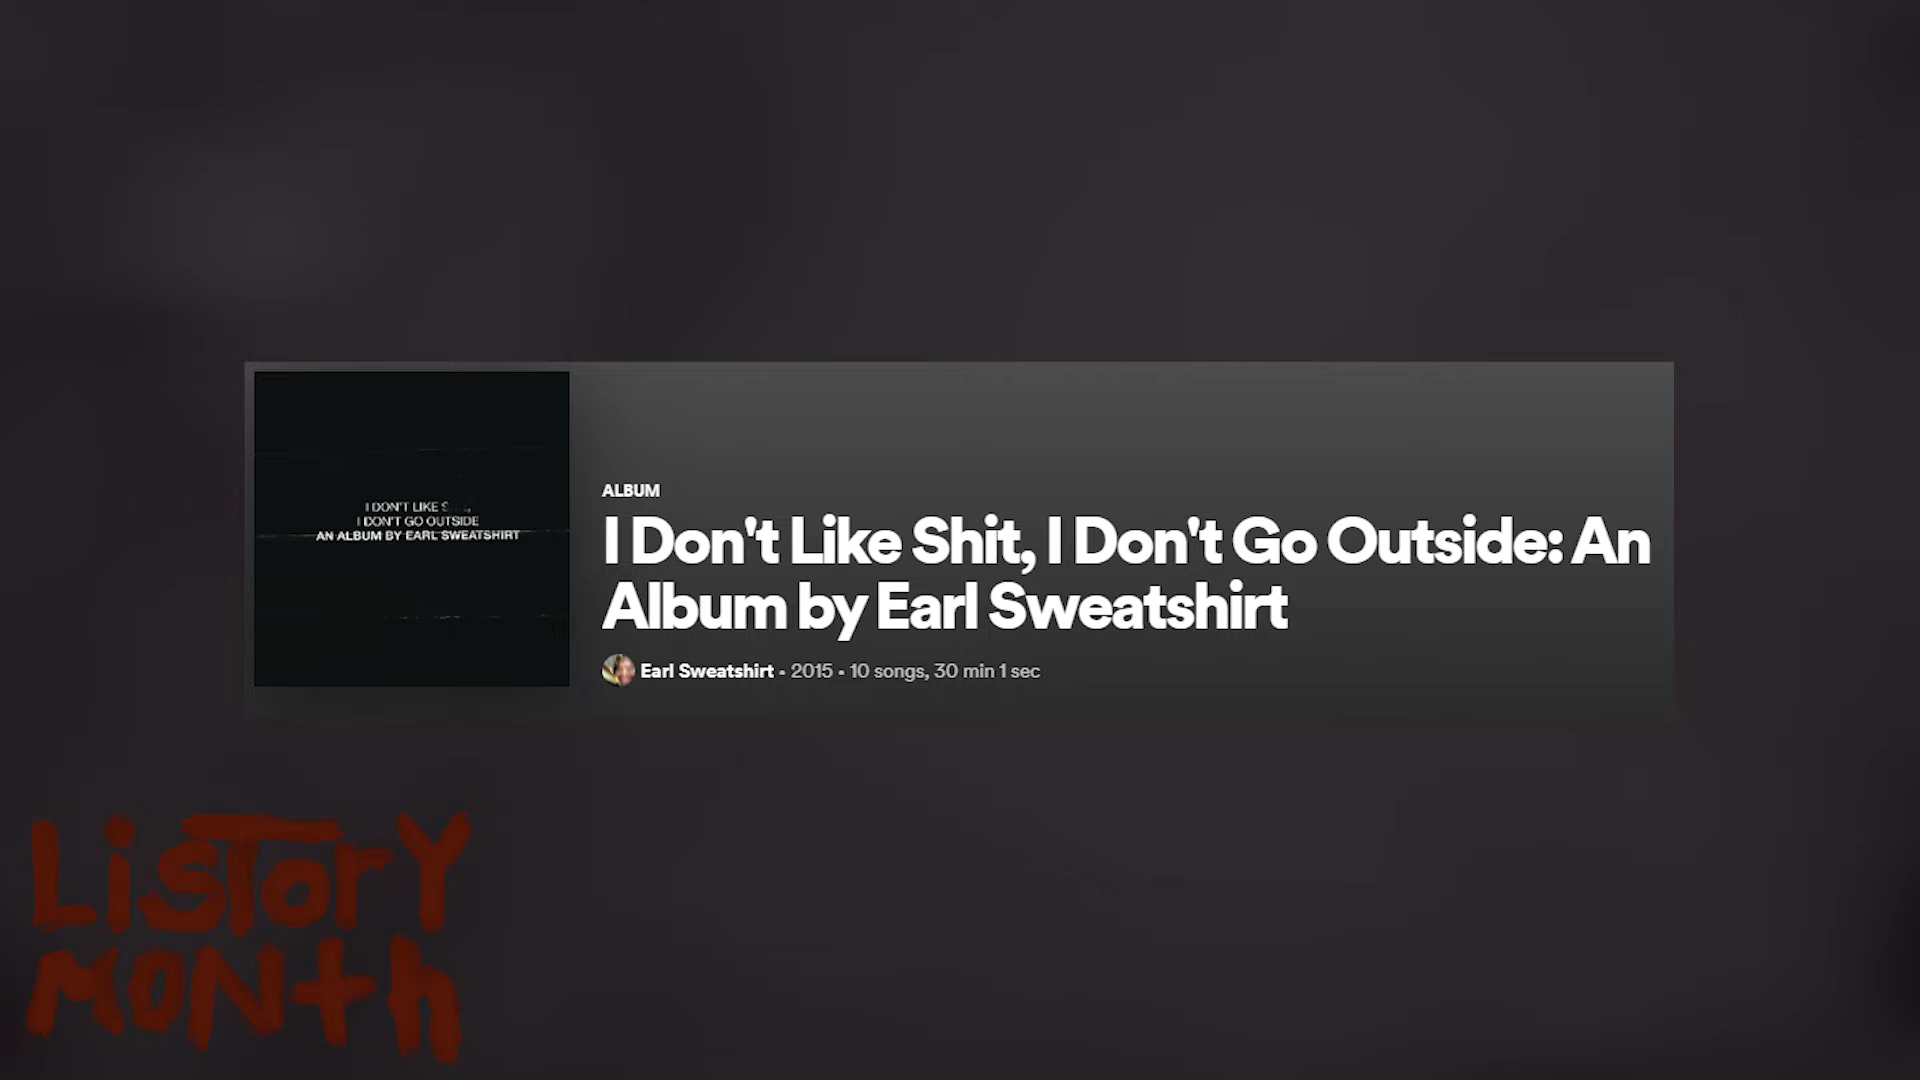 I DON'T LIKE S
I DON'T GO OUTSIDE
AN ALBUM BY EARL SWEATSHIRT
ALBUM
I Don't Like Shit, I Don't Go Outside: An
Album by Earl Sweatshirt
Earl Sweatshirt • 2015 • 10 songs, 30 min 1 sec
LiSTorY
MONth